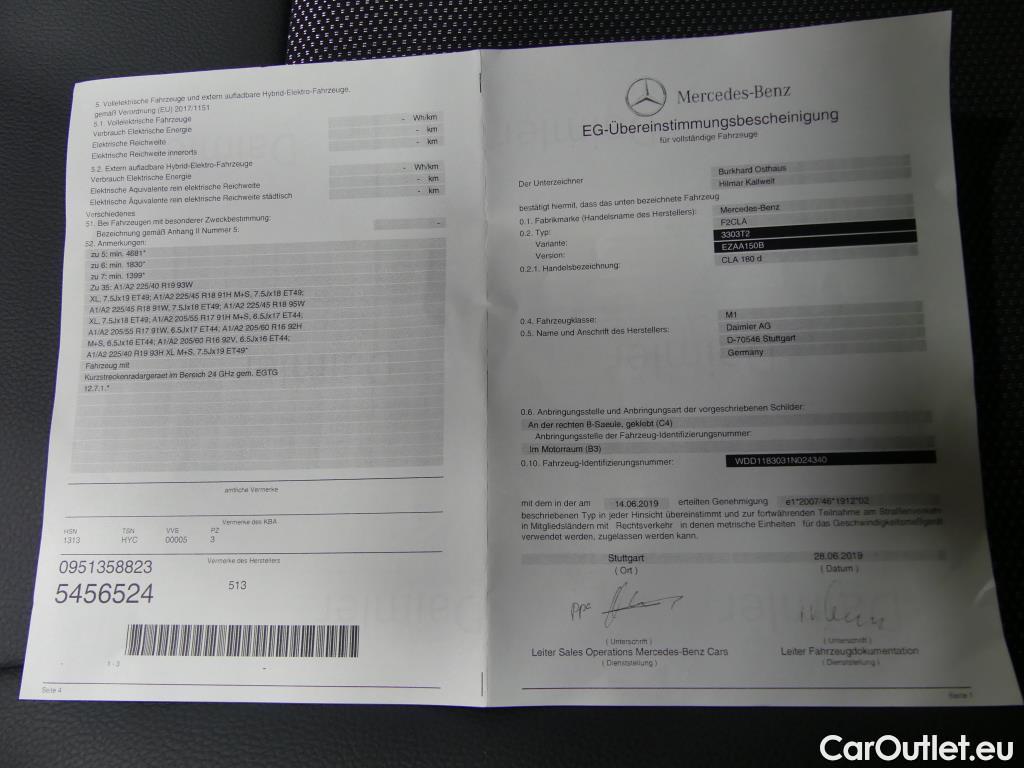 5. Vollelektrische Fahrzeuge und extern aufladbare Hybrid-Elektro-Fahrzeuge,
gemäß Verordnung (EU) 2017/1151
5.1. Vollelektrische Fahrzeuge
Verbrauch Elektrische Energie - Wh/km
Elektrische Reichweite - km
Elektrische Reichweite innerorts - km
5.2. Extern aufladbare Hybrid-Elektro-Fahrzeuge
Verbrauch Elektrische Energie - Wh/km
Elektrische Äquivalente rein elektrische Reichweite - km
Elektrische Äquivalente rein elektrische Reichweite städtisch - km
Verschiedenes
51. Bei Fahrzeugen mit besonderer Zweckbestimmung:
Bezeichnung gemäß Anhang II Nummer 5: -
52. Anmerkungen:
zu 5: min. 4681*
zu 6: min. 1830*
zu 7: min. 1399*
Zu 35: A1/A2 225/40 R19 93W
XL, 7.5Jx19 ET49; A1/A2 225/45 R18 91H M+S, 7.5Jx18 ET49;
A1/A2 225/45 R18 91W, 7.5Jx18 ET49; A1/A2 225/45 R18 95W
XL, 7.5Jx18 ET49; A1/A2 205/55 R17 91H M+S, 6.5Jx17 ET44;
A1/A2 205/55 R17 91W, 6.5Jx17 ET44; A1/A2 205/60 R16 92H
M+S, 6.5Jx16 ET44; A1/A2 205/60 R16 92V, 6.5Jx16 ET44;
A1/A2 225/40 R19 93H XL M+S, 7.5Jx19 ET49*
Fahrzeug mit
Kurzstreckenradargeraet im Bereich 24 GHz gem. EGTG
12.7.1.*
amtliche Vermerke
Vermerke des KBA
HSN TSN VVE PZ
1313 HYC 00005 3
Vermerke des Herstellers
0951358823
5456524 513
1 - 3
Seite 4
Mercedes-Benz
EG-Übereinstimmungsbescheinigung
für vollständige Fahrzeuge
Der Unterzeichner Burkhard Osthaus
Hilmar Kallweit
bestätigt hiermit, dass das unten bezeichnete Fahrzeug
0.1. Fabrikmarke (Handelsname des Herstellers): Mercedes-Benz
0.2. Typ: F2CLA
Variante: 3303T2
Version: EZAA150B
0.2.1. Handelsbezeichnung: CLA 180 d
0.4. Fahrzeugklasse: M1
0.5. Name und Anschrift des Herstellers: Daimler AG
D-70546 Stuttgart
Germany
0.6. Anbringungsstelle und Anbringungsart der vorgeschriebenen Schilder:
An der rechten B-Saeule, geklebt (C4)
Anbringungsstelle der Fahrzeug-Identifizierungsnummer:
Im Motorraum (B3)
0.10. Fahrzeug-Identifizierungsnummer: WDD1183031N024340
mit dem in der am 14.06.2019 erteilten Genehmigung e1*2007/46*1912*02
beschriebenen Typ in jeder Hinsicht übereinstimmt und zur fortwährenden Teilnahme am Straßenverkehr
in Mitgliedsländern mit Rechtsverkehr in denen metrische Einheiten für das Geschwindigkeitsmeßgerät
verwendet werden, zugelassen werden kann.
Stuttgart 28.06.2019
( Ort ) ( Datum )
ppa
( Unterschrift ) ( Unterschrift )
Leiter Sales Operations Mercedes-Benz Cars Leiter Fahrzeugdokumentation
( Dienststellung ) ( Dienststellung )
Seite 1
CarOutlet.eu